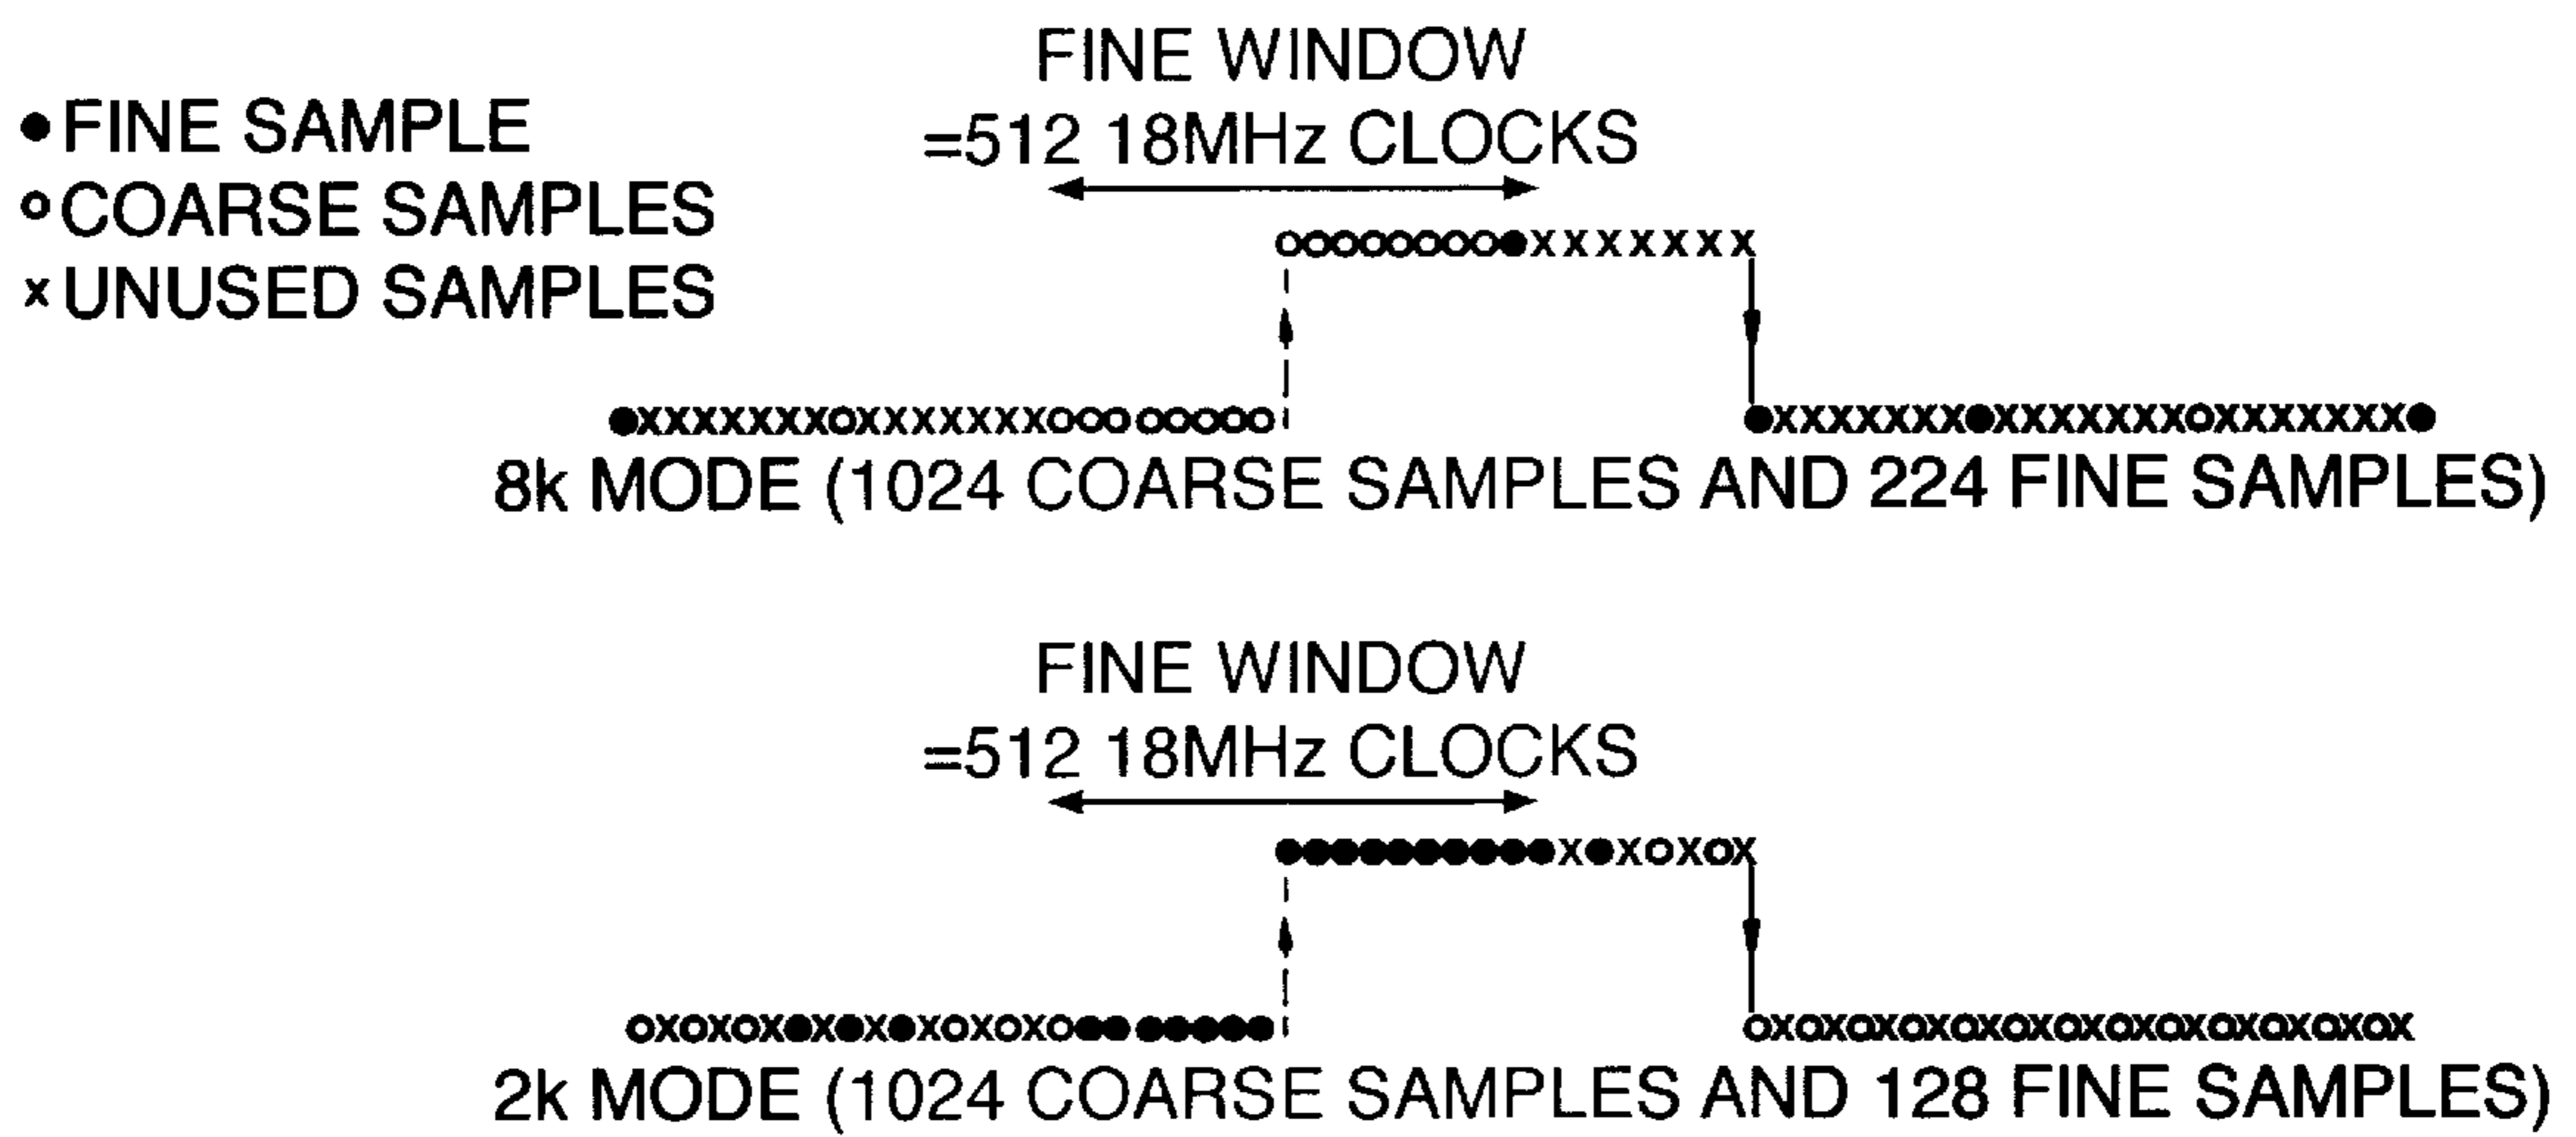 FINE WINDOW
=512 18MHz CLOCKS
• FINE SAMPLE
o COARSE SAMPLES
x UNUSED SAMPLES
8k MODE (1024 COARSE SAMPLES AND 224 FINE SAMPLES)
FINE WINDOW
=512 18MHz CLOCKS
2k MODE (1024 COARSE SAMPLES AND 128 FINE SAMPLES)